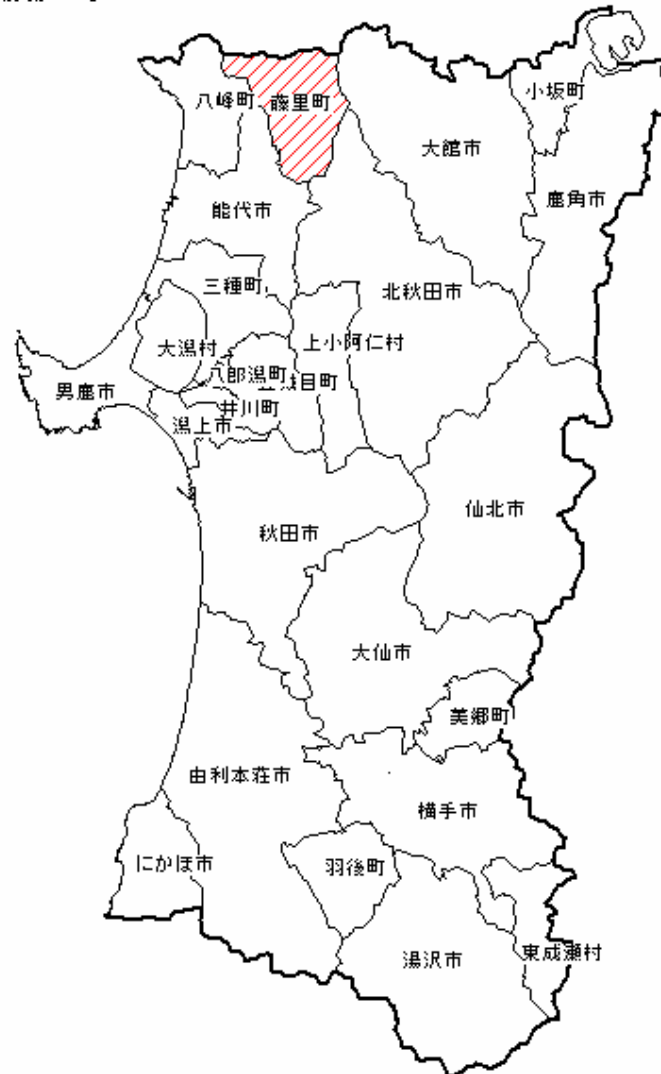 小坂町
八峰町
藤里町
大館市
鹿角市
能代市
三種町
北秋田市
大潟村
上小阿仁村
八郎潟町
目町
男鹿市
井川町
潟上市
仙北市
秋田市
大仙市
美郷町
由利本荘市
横手市
にかほ市
羽後町
東成瀬村
湯沢市